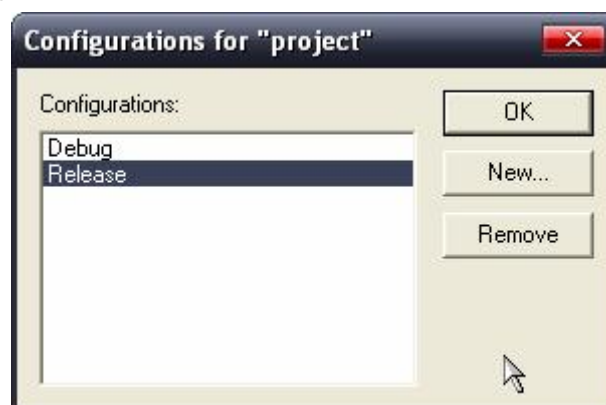 Configurations for "project"
Configurations:
Debug
Release
OK
New...
Remove